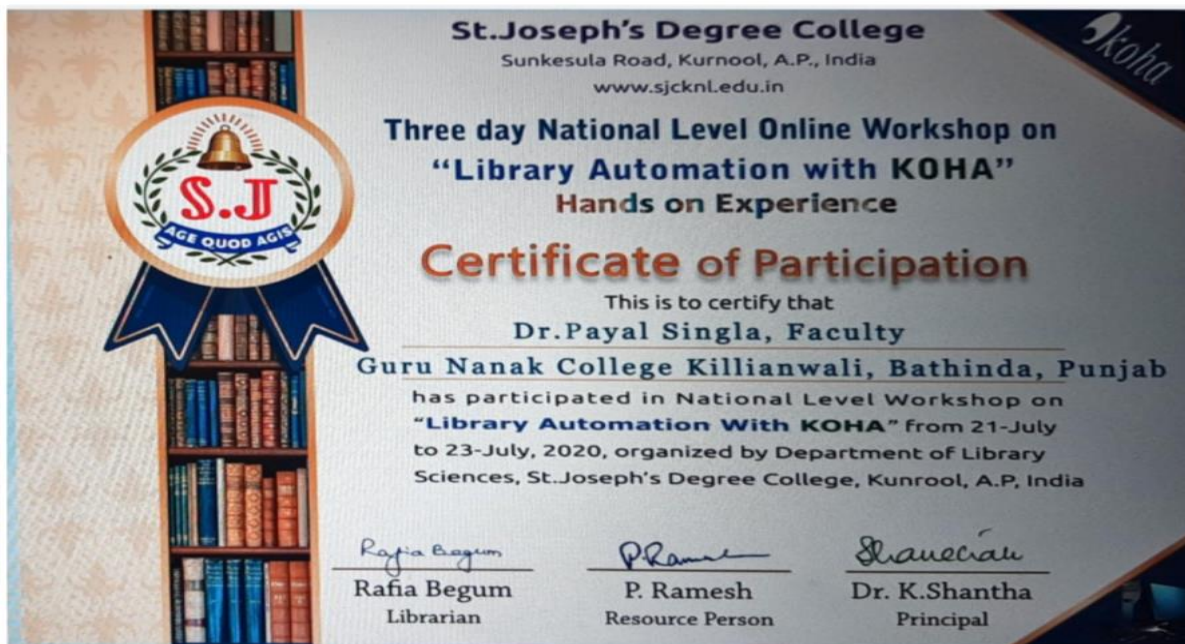 St.Joseph's Degree College
Sunkesula Road, Kurnool, A.P., India
www.sjcknl.edu.in
koha
Three day National Level Online Workshop on
"Library Automation with KOHA"
Hands on Experience
S.J
AGE QUOD AGIS
Certificate of Participation
This is to certify that
Dr.Payal Singla, Faculty
Guru Nanak College Killianwali, Bathinda, Punjab
has participated in National Level Workshop on
"Library Automation With KOHA" from 21-July
to 23-July, 2020, organized by Department of Library
Sciences, St.Joseph's Degree College, Kunrool, A.P, India
Rafia Begum
P.Ramesh
Rafia Begum
P. Ramesh
Dr. K.Shantha
Librarian
Resource Person
Principal